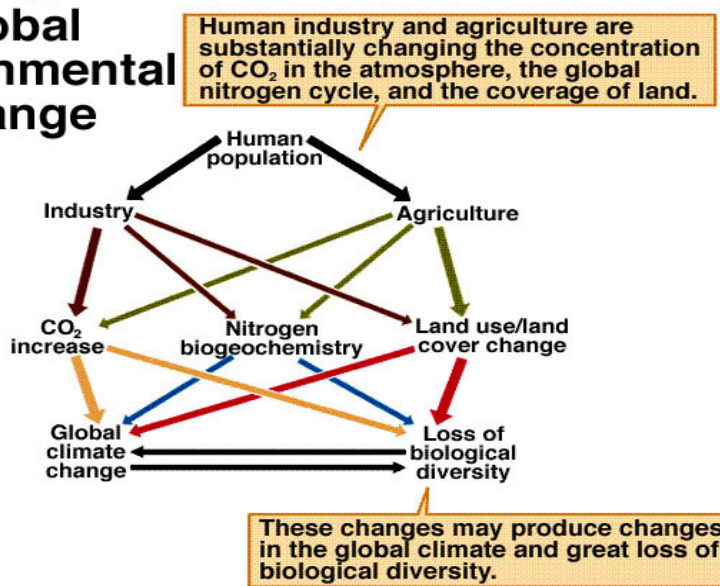 obal
nmental
ange
Human industry and agriculture are
substantially changing the concentration
of CO₂ in the atmosphere, the global
nitrogen cycle, and the coverage of land.
Human
population
Industry
Agriculture
CO₂
increase
Nitrogen
biogeochemistry
Land use/land
cover change
Global
climate
change
Loss of
biological
diversity
These changes may produce changes
in the global climate and great loss of
biological diversity.